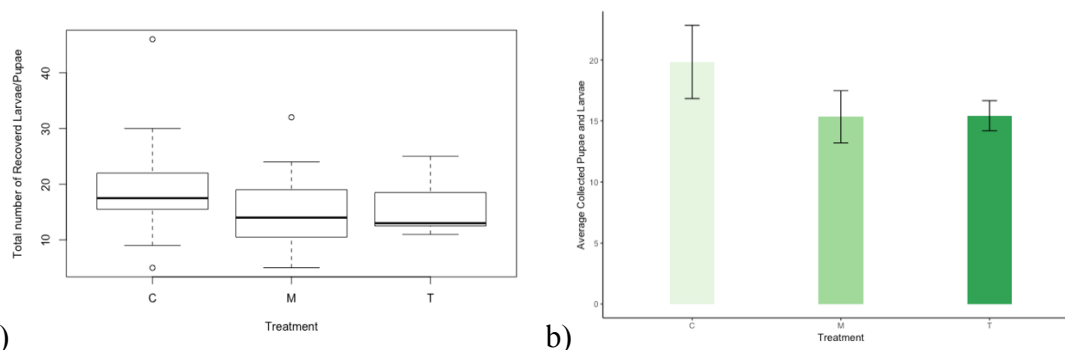 Total number of Recoverd Larvae/Pupae
40
30
20
10
C M T
Treatment
)
Average Collected Pupae and Larvae
20
15
10
5
0
C M T
Treatment
b)